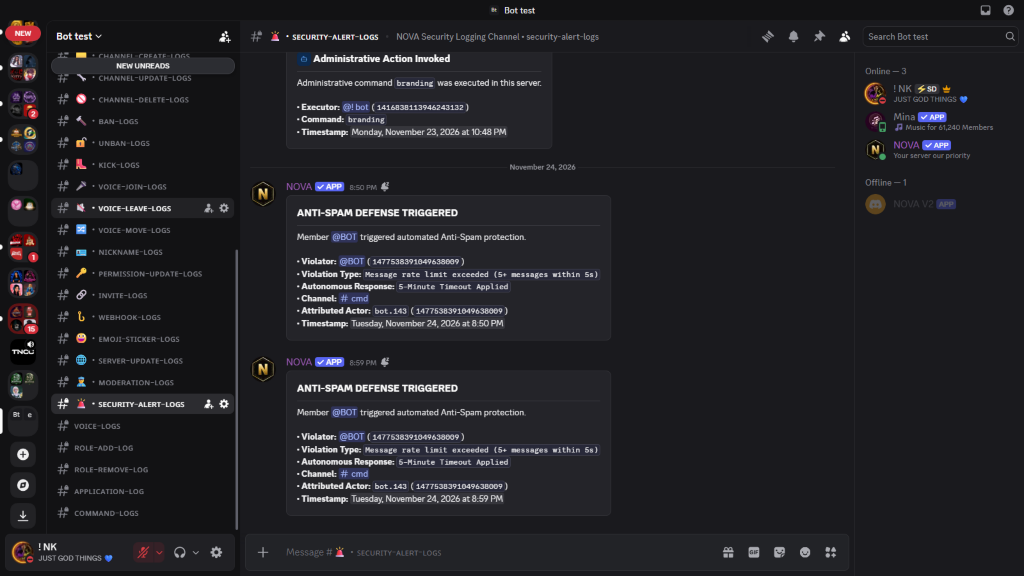 Bot test
NEW
Bot test
CHANNEL-CREATE-LOGS
NEW UNREADS
CHANNEL-UPDATE-LOGS
CHANNEL-DELETE-LOGS
BAN-LOGS
UNBAN-LOGS
KICK-LOGS
VOICE-JOIN-LOGS
VOICE-LEAVE-LOGS
VOICE-MOVE-LOGS
NICKNAME-LOGS
PERMISSION-UPDATE-LOGS
INVITE-LOGS
WEBHOOK-LOGS
EMOJI-STICKER-LOGS
SERVER-UPDATE-LOGS
MODERATION-LOGS
SECURITY-ALERT-LOGS
VOICE-LOGS
ROLE-ADD-LOG
ROLE-REMOVE-LOG
APPLICATION-LOG
COMMAND-LOGS
2
1
15
TNCL
Bt e
! NK
JUST GOD THINGS 💙
# 🚨 • SECURITY-ALERT-LOGS NOVA Security Logging Channel • security-alert-logs
Search Bot test
Administrative Action Invoked
Administrative command branding was executed in this server.
• Executor: @! bot (1416838113946243132)
• Command: branding
• Timestamp: Monday, November 23, 2026 at 10:48 PM
November 24, 2026
NOVA ✓ APP 8:50 PM
ANTI-SPAM DEFENSE TRIGGERED
Member @BOT triggered automated Anti-Spam protection.
• Violator: @BOT (1477538391049638009)
• Violation Type: Message rate limit exceeded (5+ messages within 5s)
• Autonomous Response: 5-Minute Timeout Applied
• Channel: # cmd
• Attributed Actor: bot.143 (1477538391049638009)
• Timestamp: Tuesday, November 24, 2026 at 8:50 PM
NOVA ✓ APP 8:59 PM
ANTI-SPAM DEFENSE TRIGGERED
Member @BOT triggered automated Anti-Spam protection.
• Violator: @BOT (1477538391049638009)
• Violation Type: Message rate limit exceeded (5+ messages within 5s)
• Autonomous Response: 5-Minute Timeout Applied
• Channel: # cmd
• Attributed Actor: bot.143 (1477538391049638009)
• Timestamp: Tuesday, November 24, 2026 at 8:59 PM
Message # 🚨 • SECURITY-ALERT-LOGS
GIF
Online — 3
! NK ⚡SD
JUST GOD THINGS 💙
Mina ✓ APP
Music for 61,240 Members
NOVA ✓ APP
Your server our priority
Offline — 1
NOVA V2 APP